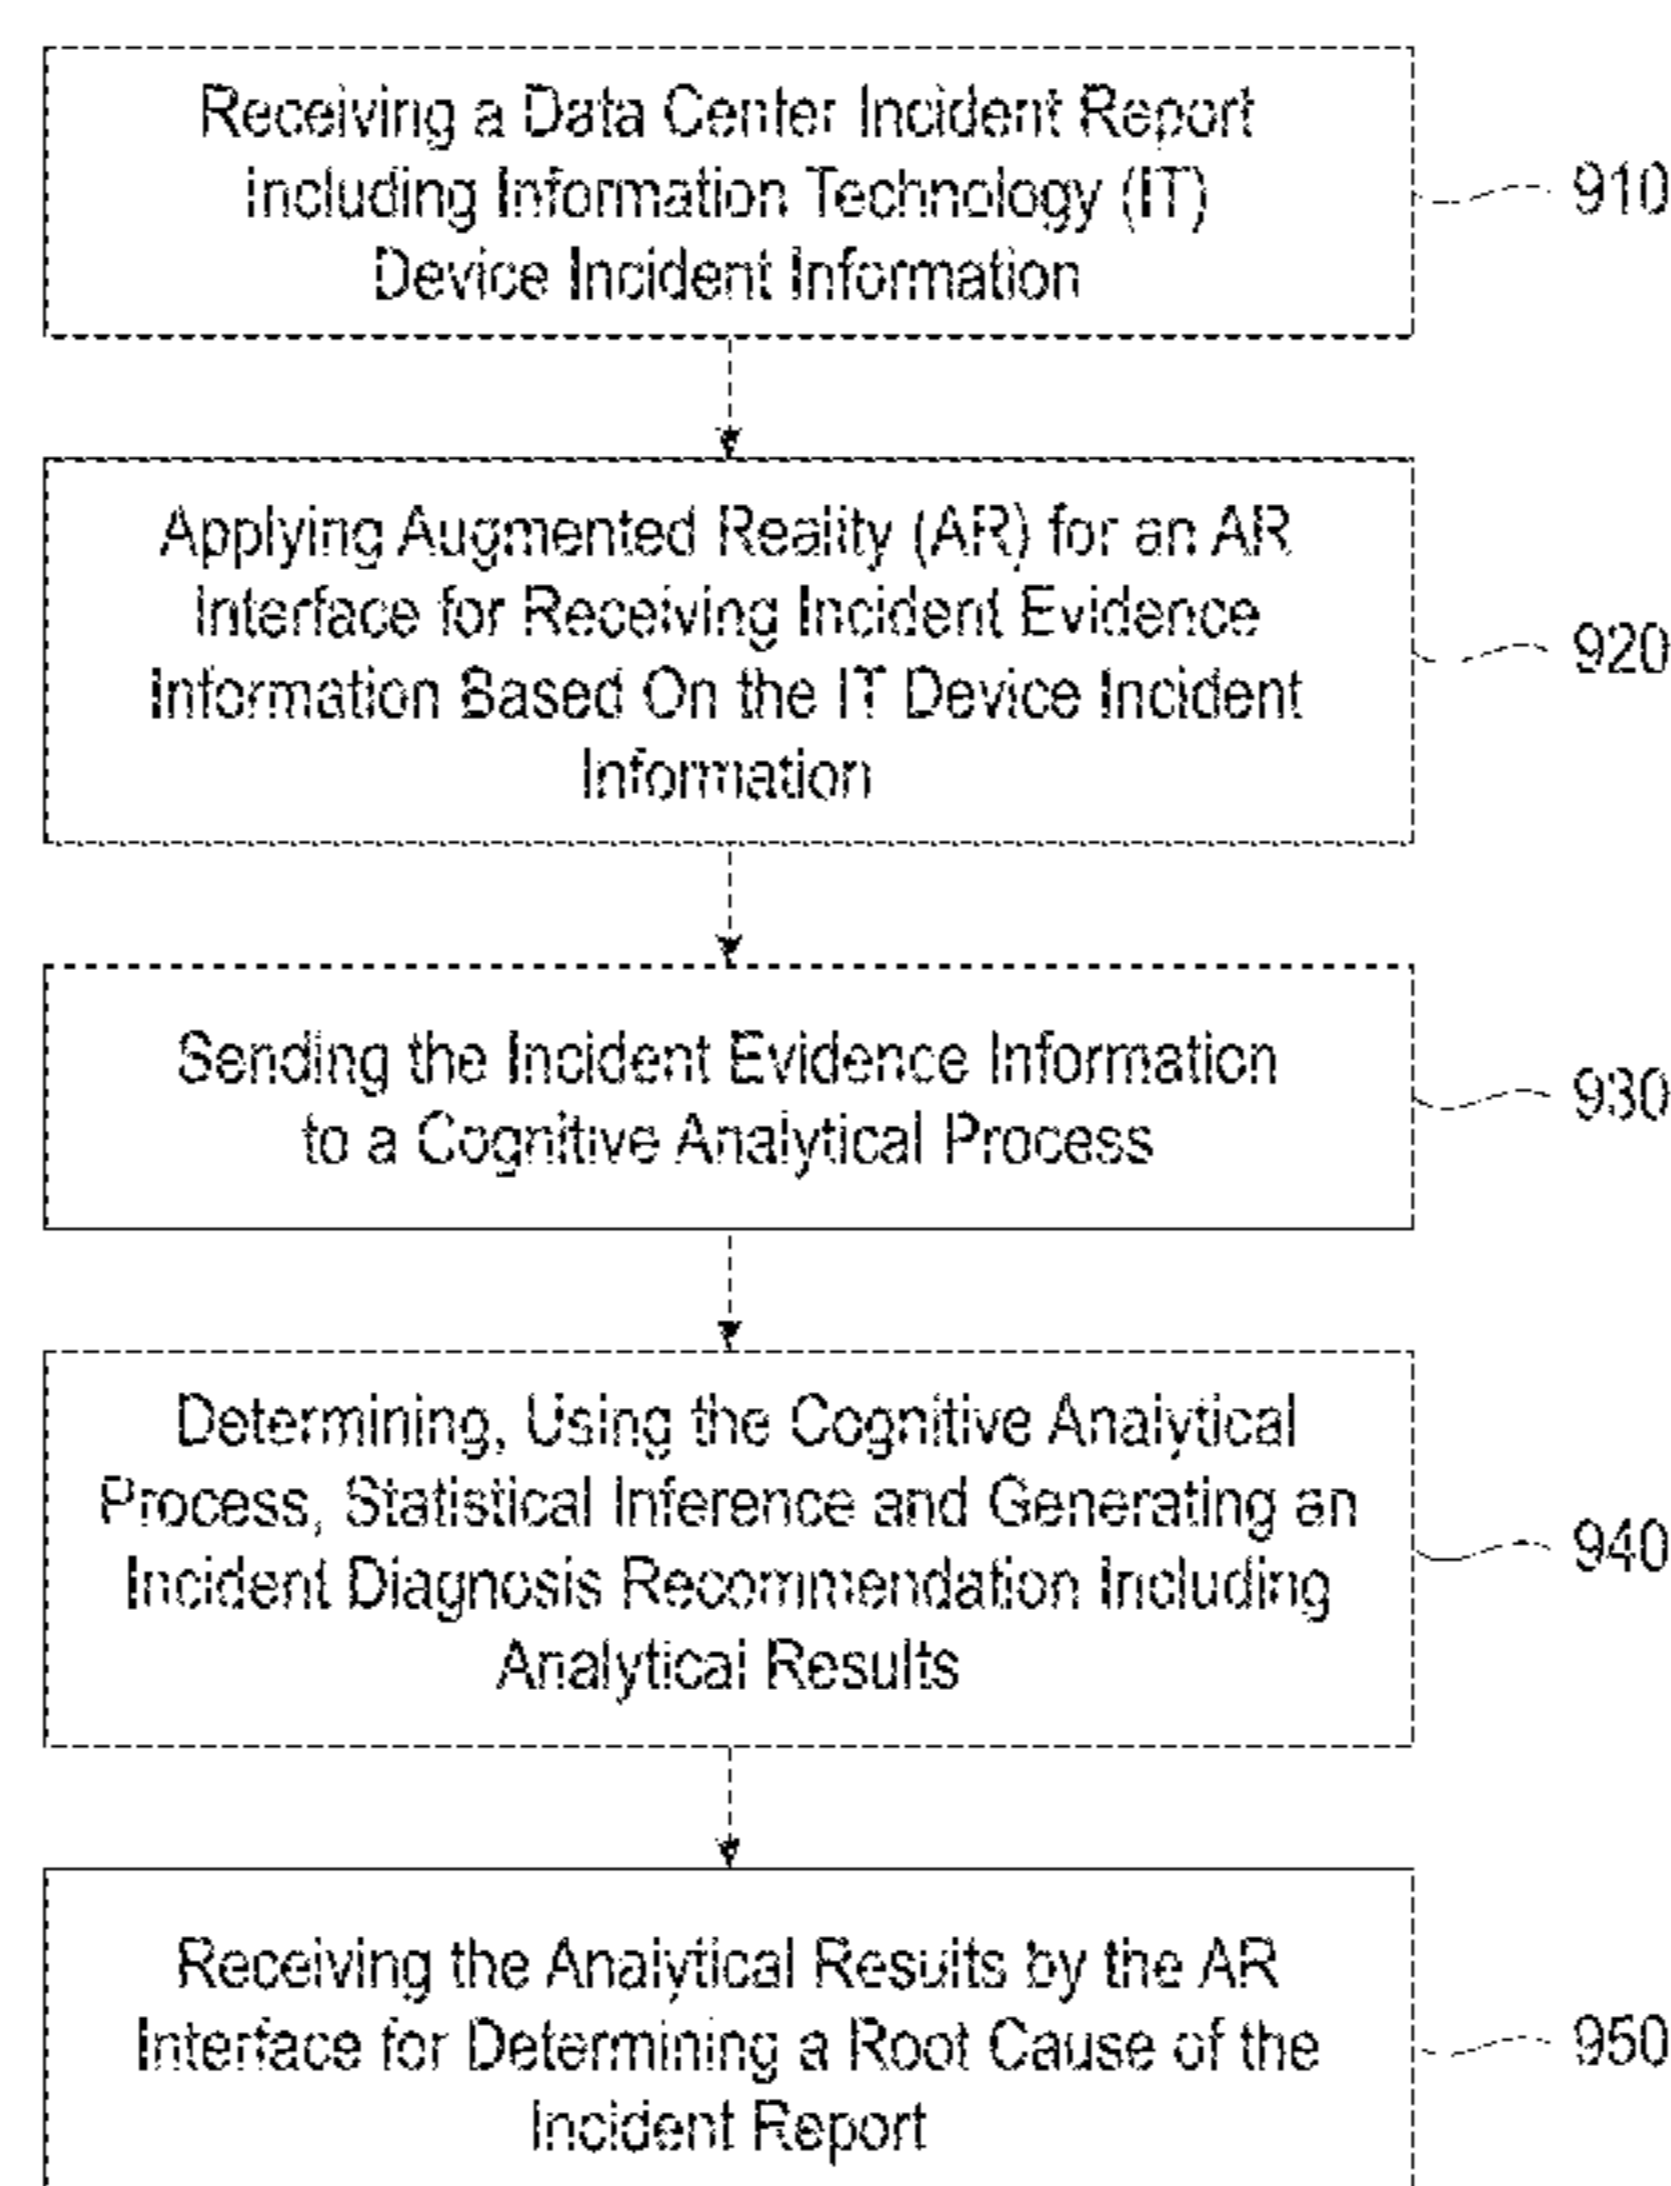 Receiving a Data Center Incident Report
Including Information Technology (IT)
Device Incident Information
910
Applying Augmented Reality (AR) for an AR
Interface for Receiving Incident Evidence
Information Based On the IT Device Incident
Information
920
Sending the Incident Evidence Information
to a Cognitive Analytical Process
930
Determining, Using the Cognitive Analytical
Process, Statistical Inference and Generating an
Incident Diagnosis Recommendation Including
Analytical Results
940
Receiving the Analytical Results by the AR
Interface for Determining a Root Cause of the
Incident Report
950